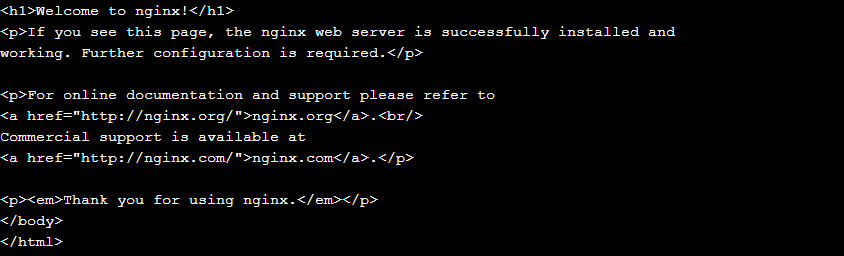 <h1>Welcome to nginx!</h1>
<p>If you see this page, the nginx web server is successfully installed and
working. Further configuration is required.</p>
<p>For online documentation and support please refer to
<a href="http://nginx.org/">nginx.org</a>.<br/>
Commercial support is available at
<a href="http://nginx.com/">nginx.com</a>.</p>
<p><em>Thank you for using nginx.</em></p>
</body>
</html>